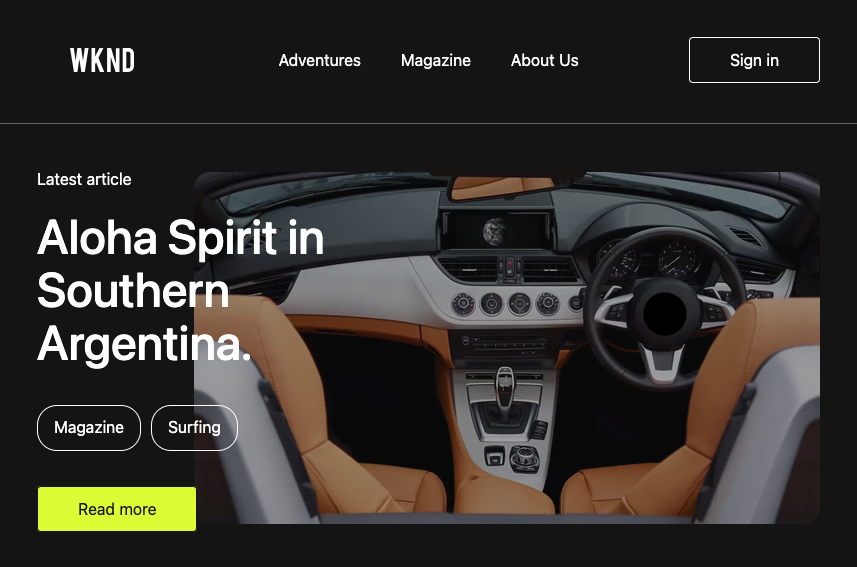 WKND
Adventures
Magazine
About Us
Sign in
Latest article
Aloha Spirit in
Southern
Argentina.
Magazine
Surfing
Read more